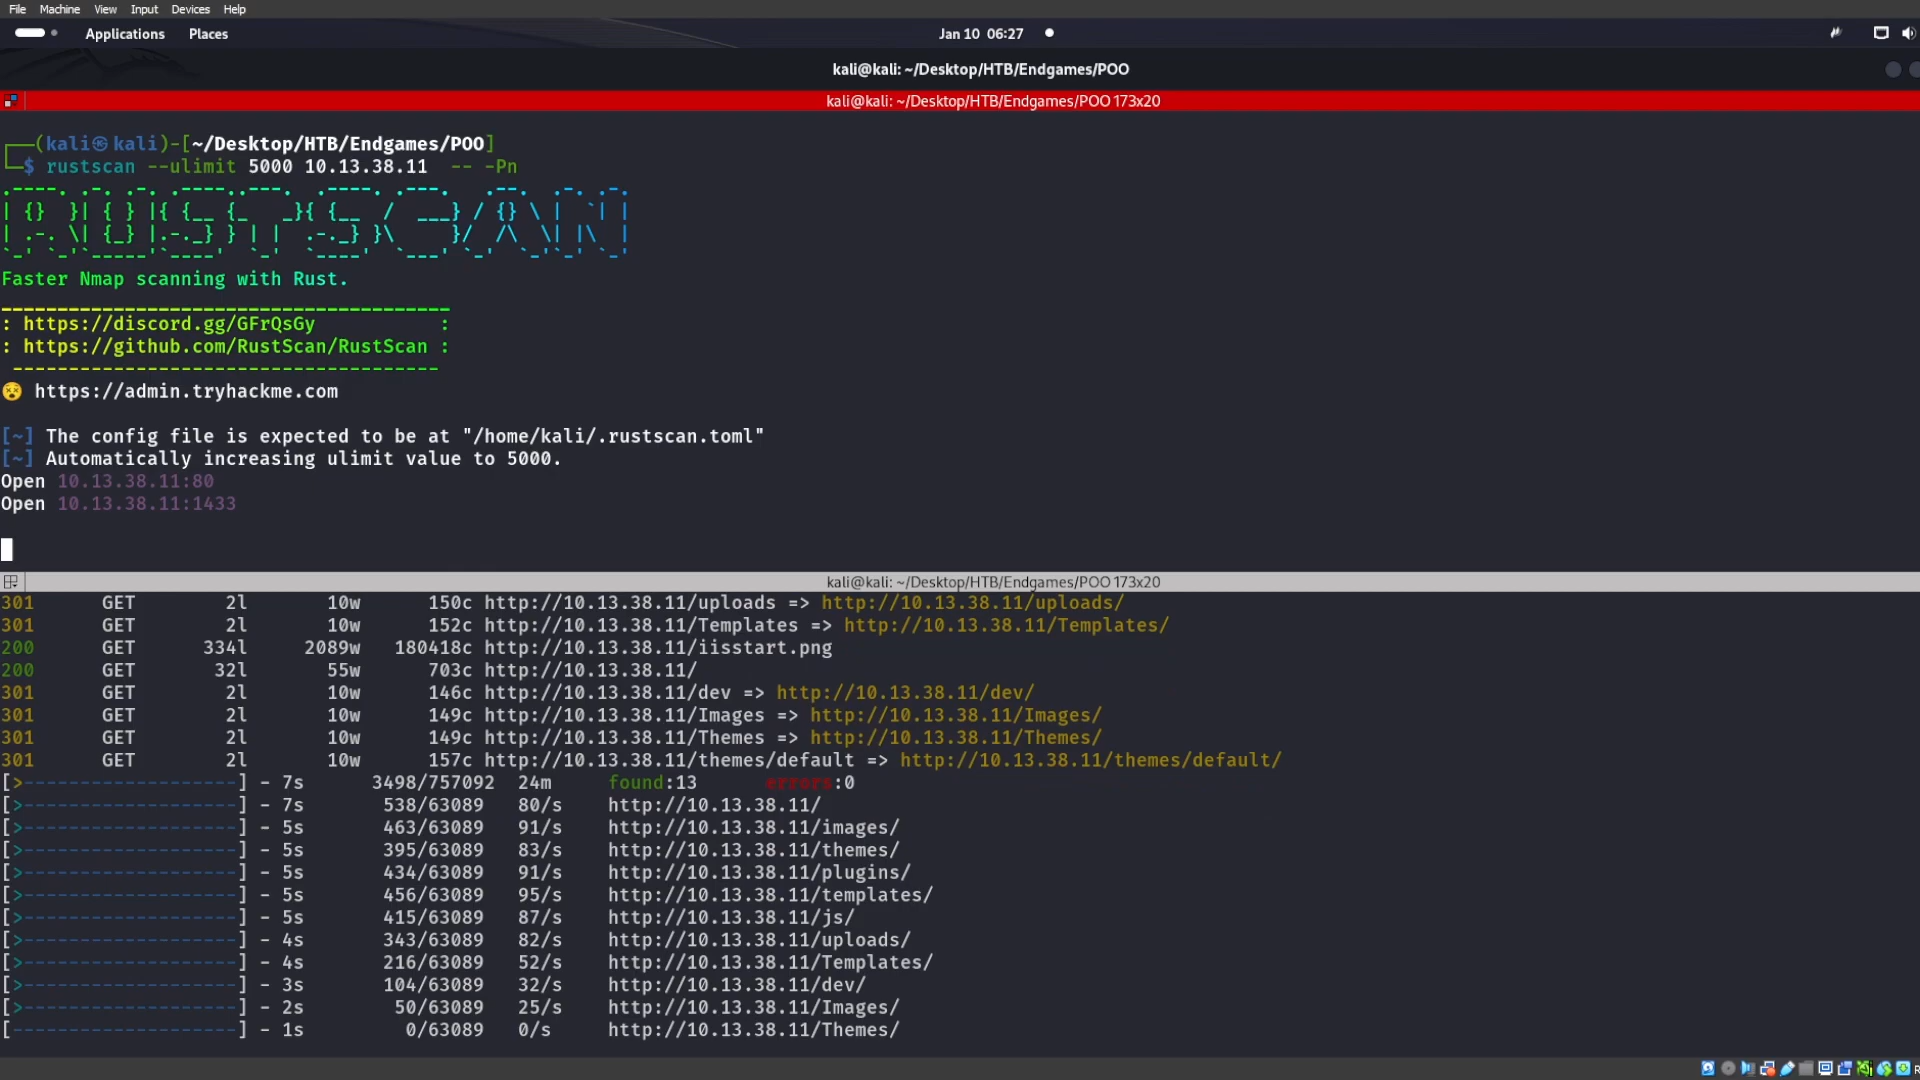 File Machine View Input Devices Help
Applications Places Jan 10 06:27
kali@kali: ~/Desktop/HTB/Endgames/POO
kali@kali: ~/Desktop/HTB/Endgames/POO 173x20
┌──(kali㉿kali)-[~/Desktop/HTB/Endgames/POO]
└─$ rustscan --ulimit 5000 10.13.38.11 -- -Pn
.----. .-. .-. .----..---. .----. .---. .--. .-. .-.
| {} }| { } |{ {__ {_ _}{ {__ / ___} / {} \ | `| |
| .-. \| {_} |.-._} } | | .-._} }\ }/ /\ \| |\ |
`-' `-'`-----'`----' `-' `----' `---' `-' `-'`-' `-'
Faster Nmap scanning with Rust.
________________________________________
: https://discord.gg/GFrQsGy :
: https://github.com/RustScan/RustScan :
--------------------------------------
😵 https://admin.tryhackme.com
[~] The config file is expected to be at "/home/kali/.rustscan.toml"
[~] Automatically increasing ulimit value to 5000.
Open 10.13.38.11:80
Open 10.13.38.11:1433
kali@kali: ~/Desktop/HTB/Endgames/POO 173x20
301 GET 2l 10w 150c http://10.13.38.11/uploads => http://10.13.38.11/uploads/
301 GET 2l 10w 152c http://10.13.38.11/Templates => http://10.13.38.11/Templates/
200 GET 334l 2089w 180418c http://10.13.38.11/iisstart.png
200 GET 32l 55w 703c http://10.13.38.11/
301 GET 2l 10w 146c http://10.13.38.11/dev => http://10.13.38.11/dev/
301 GET 2l 10w 149c http://10.13.38.11/Images => http://10.13.38.11/Images/
301 GET 2l 10w 149c http://10.13.38.11/Themes => http://10.13.38.11/Themes/
301 GET 2l 10w 157c http://10.13.38.11/themes/default => http://10.13.38.11/themes/default/
[>-------------------] - 7s 3498/757092 24m found:13 errors:0
[>-------------------] - 7s 538/63089 80/s http://10.13.38.11/
[>-------------------] - 5s 463/63089 91/s http://10.13.38.11/images/
[>-------------------] - 5s 395/63089 83/s http://10.13.38.11/themes/
[>-------------------] - 5s 434/63089 91/s http://10.13.38.11/plugins/
[>-------------------] - 5s 456/63089 95/s http://10.13.38.11/templates/
[>-------------------] - 5s 415/63089 87/s http://10.13.38.11/js/
[>-------------------] - 4s 343/63089 82/s http://10.13.38.11/uploads/
[>-------------------] - 4s 216/63089 52/s http://10.13.38.11/Templates/
[>-------------------] - 3s 104/63089 32/s http://10.13.38.11/dev/
[>-------------------] - 2s 50/63089 25/s http://10.13.38.11/Images/
[--------------------] - 1s 0/63089 0/s http://10.13.38.11/Themes/
R